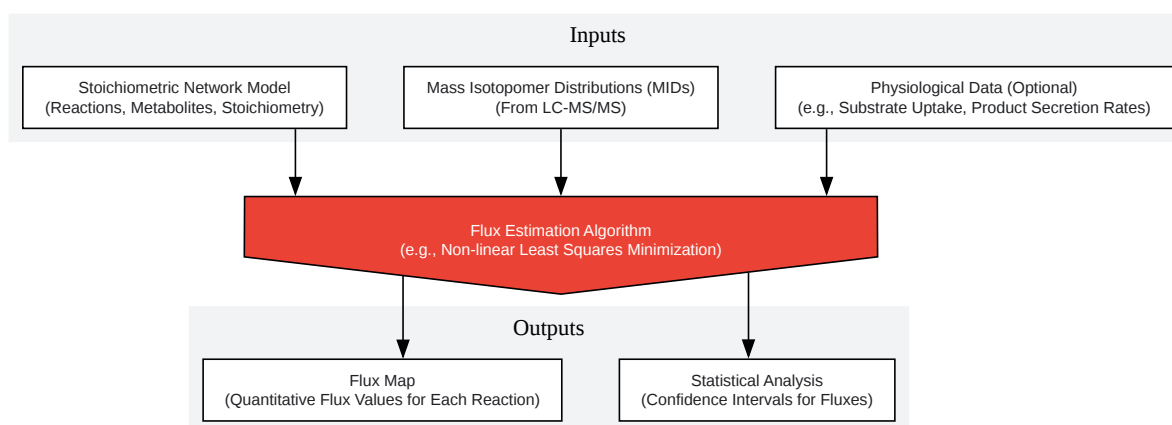 Inputs
Stoichiometric Network Model
(Reactions, Metabolites, Stoichiometry)
Mass Isotopomer Distributions (MIDs)
(From LC-MS/MS)
Physiological Data (Optional)
(e.g., Substrate Uptake, Product Secretion Rates)
Flux Estimation Algorithm
(e.g., Non-linear Least Squares Minimization)
Outputs
Flux Map
(Quantitative Flux Values for Each Reaction)
Statistical Analysis
(Confidence Intervals for Fluxes)